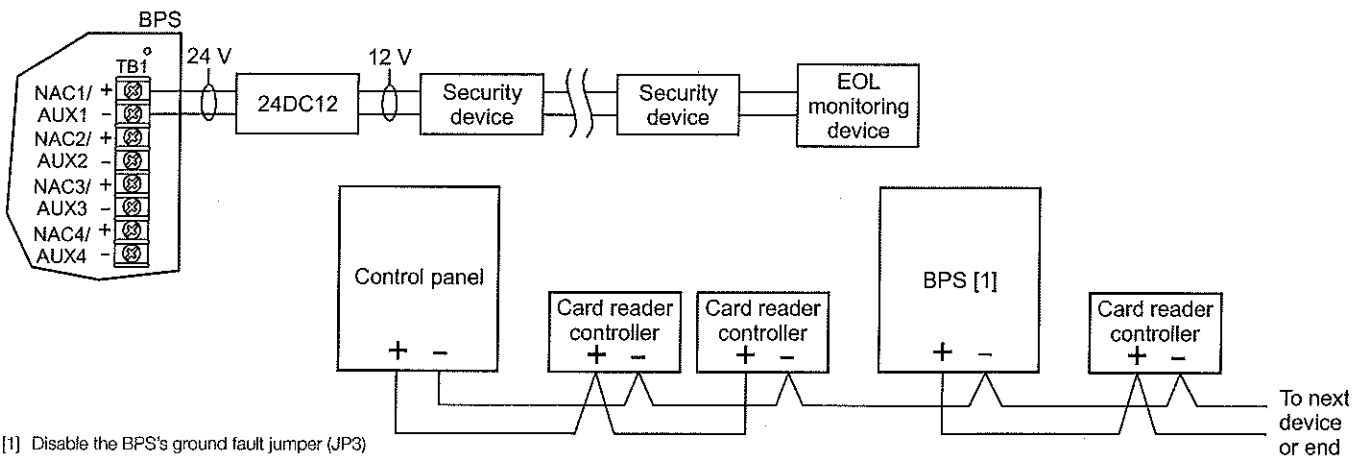 BPS
TB1
24 V
12 V
NAC1/ +
AUX1 -
NAC2/ +
AUX2 -
NAC3/ +
AUX3 -
NAC4/ +
AUX4 -
24DC12
Security
device
Security
device
EOL
monitoring
device
Control panel
+ -
Card reader
controller
+ -
Card reader
controller
+ -
BPS [1]
+ -
Card reader
controller
+ -
To next
device
or end
[1] Disable the BPS's ground fault jumper (JP3)